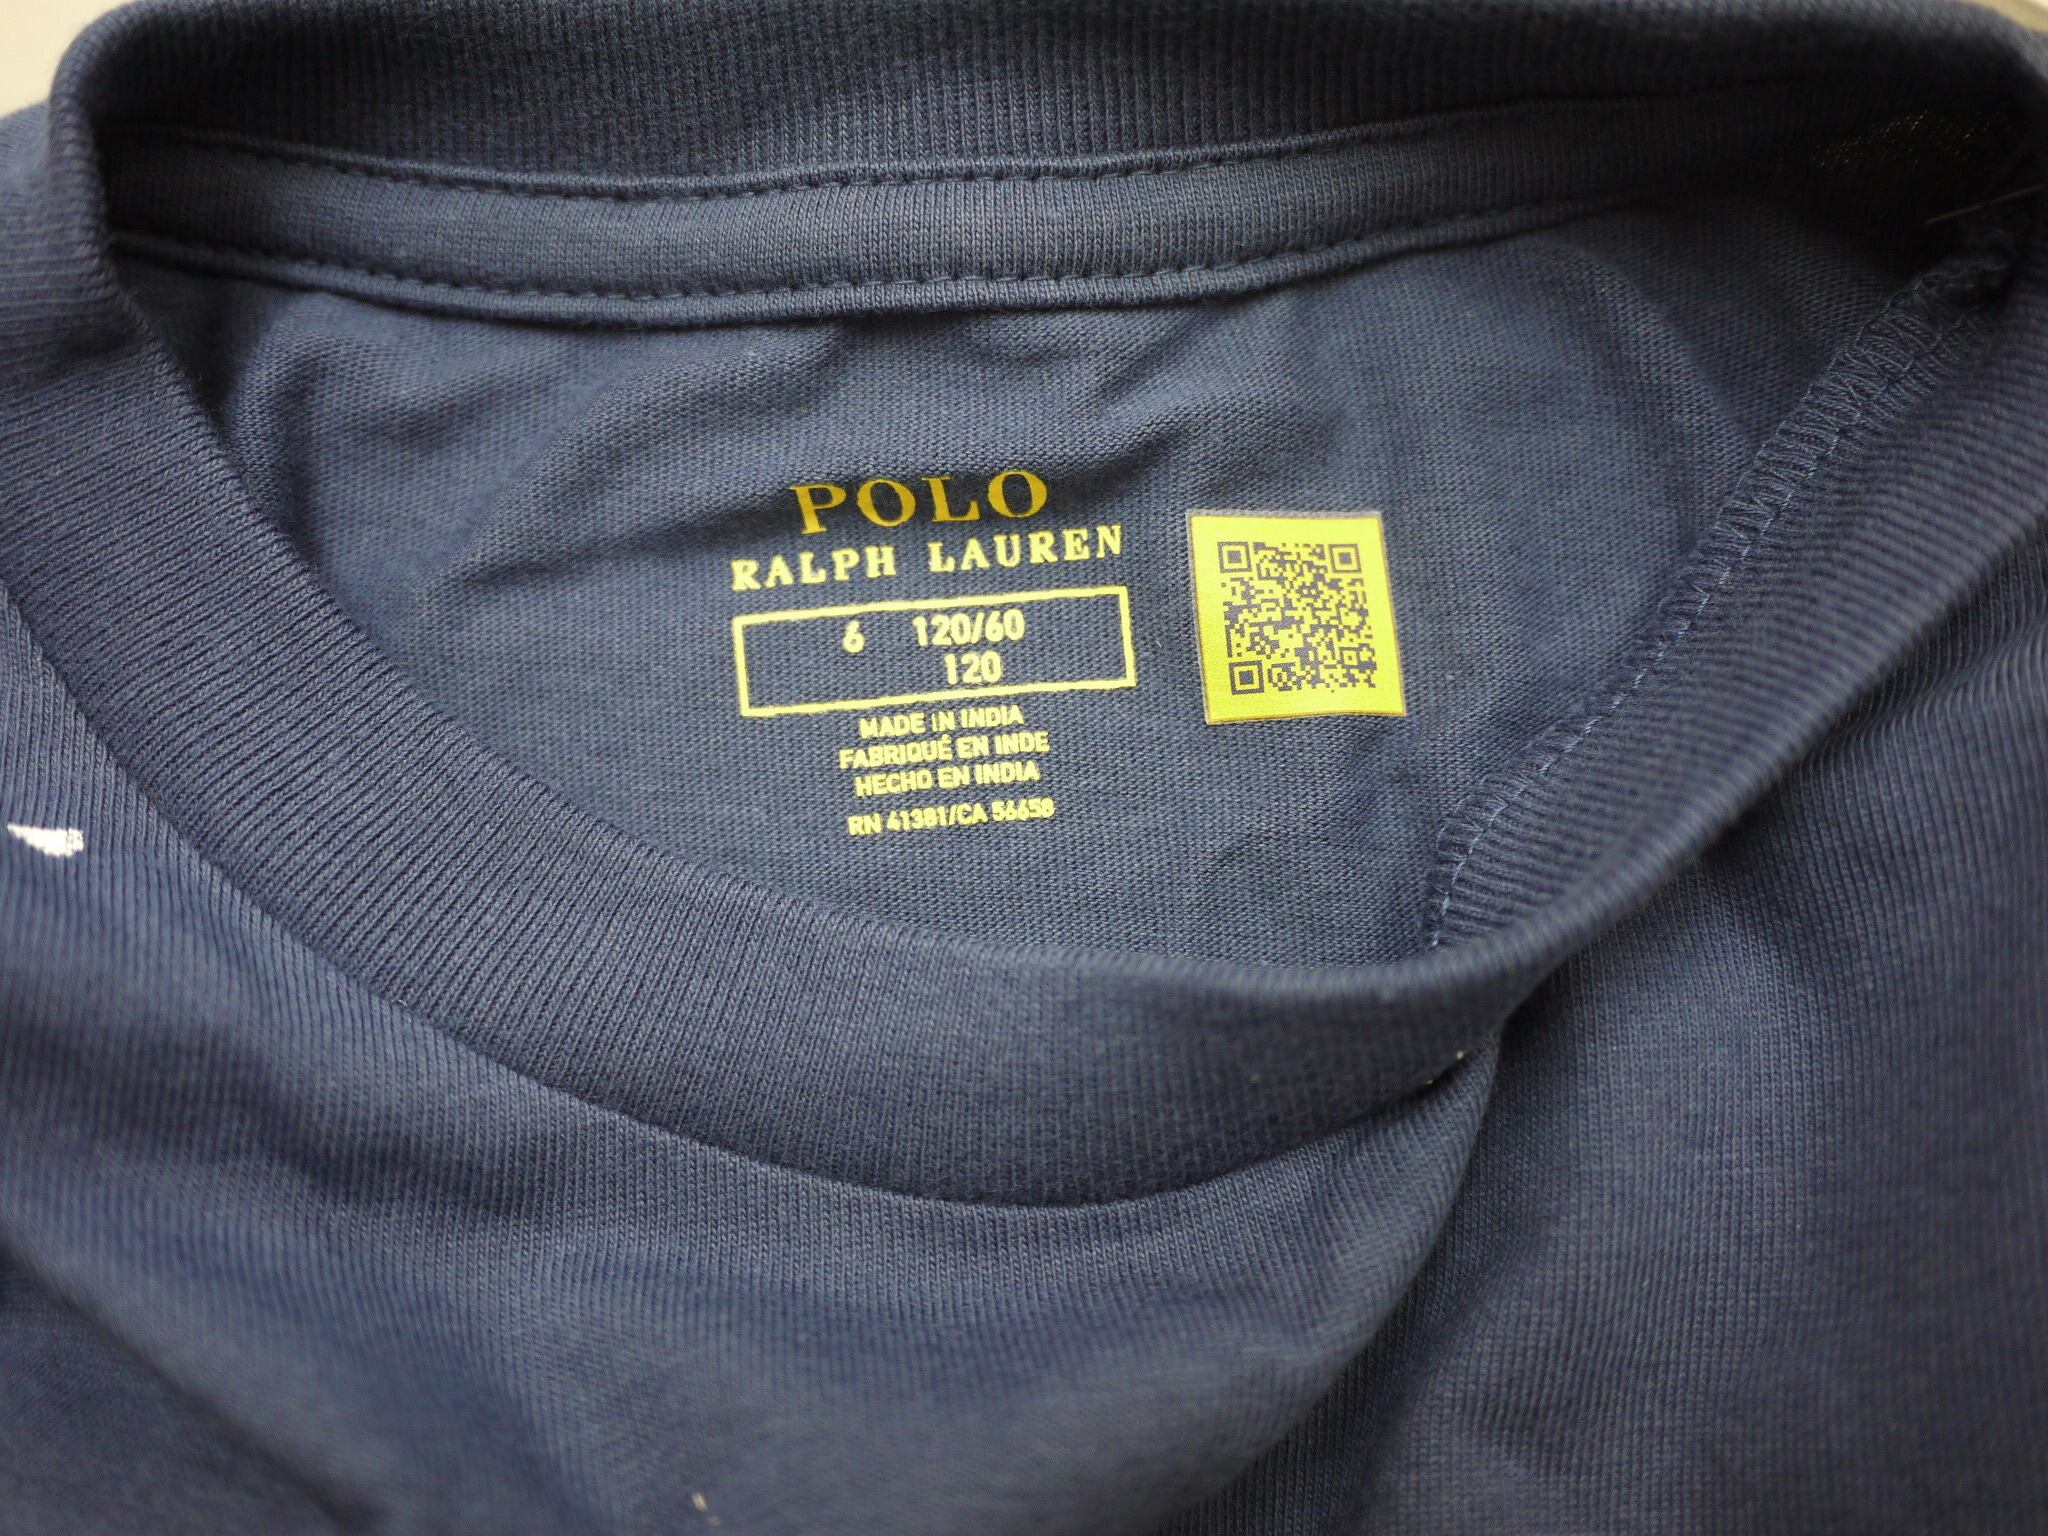 POLO
RALPH LAUREN
6 120/60
120
MADE IN INDIA
FABRIQUÉ EN INDE
HECHO EN INDIA
RN 41381/CA 56658